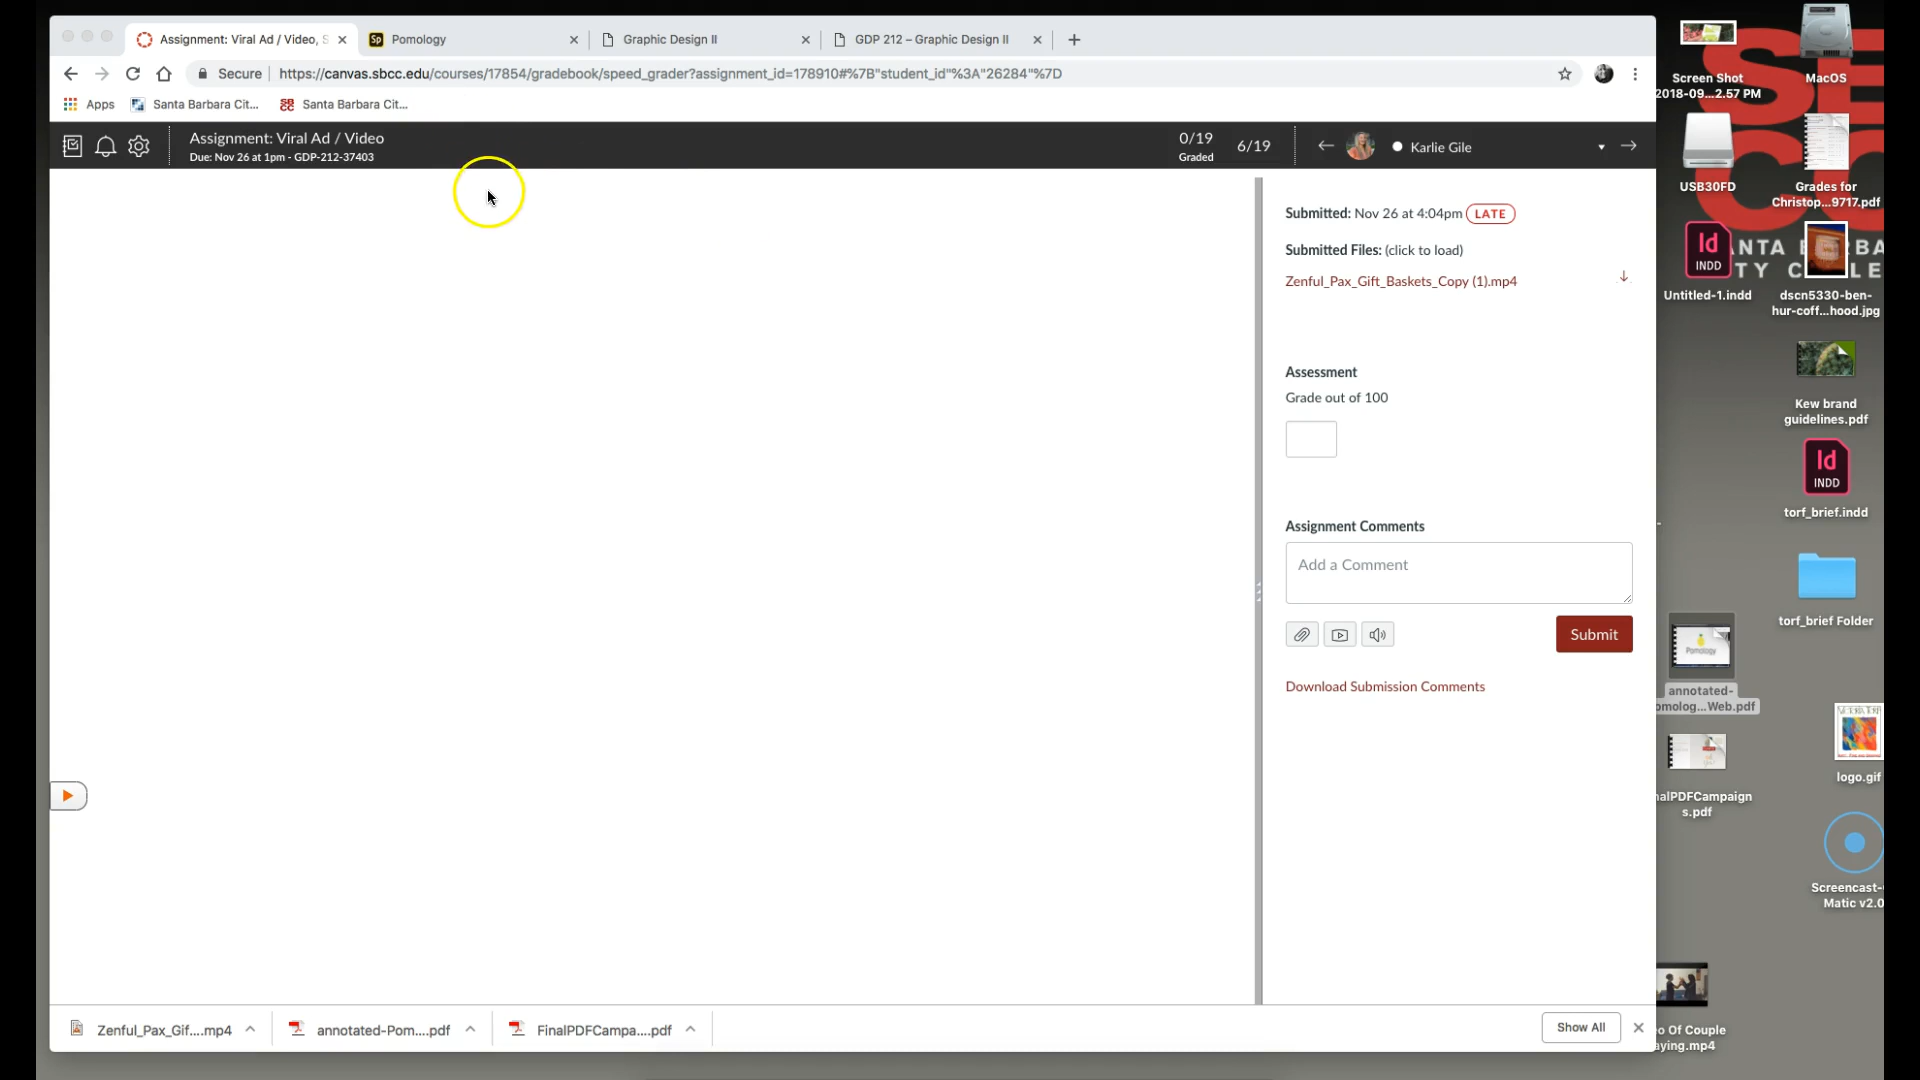 Assignment: Viral Ad / Video, S
Sp Pomology
Graphic Design II
GDP 212 – Graphic Design II
Secure
https://canvas.sbcc.edu/courses/17854/gradebook/speed_grader?assignment_id=178910#%7B"student_id"%3A"26284"%7D
Apps
Santa Barbara Cit...
Santa Barbara Cit...
Assignment: Viral Ad / Video
Due: Nov 26 at 1pm - GDP-212-37403
0/19
Graded
6/19
Karlie Gile
Submitted: Nov 26 at 4:04pm LATE
Submitted Files: (click to load)
Zenful_Pax_Gift_Baskets_Copy (1).mp4
Assessment
Grade out of 100
Assignment Comments
Add a Comment
Submit
Download Submission Comments
Zenful_Pax_Gif....mp4
annotated-Pom....pdf
FinalPDFCampa....pdf
Show All
Screen Shot
2018-09...2.57 PM
MacOS
USB30FD
Grades for
Christop...9717.pdf
Id
INDD
Untitled-1.indd
dscn5330-ben-
hur-coff...hood.jpg
Kew brand
guidelines.pdf
Id
INDD
torf_brief.indd
torf_brief Folder
Pomology
annotated-
omolog...Web.pdf
nalPDFCampaign
s.pdf
logo.gif
Screencast-
Matic v2.0
eo Of Couple
aying.mp4